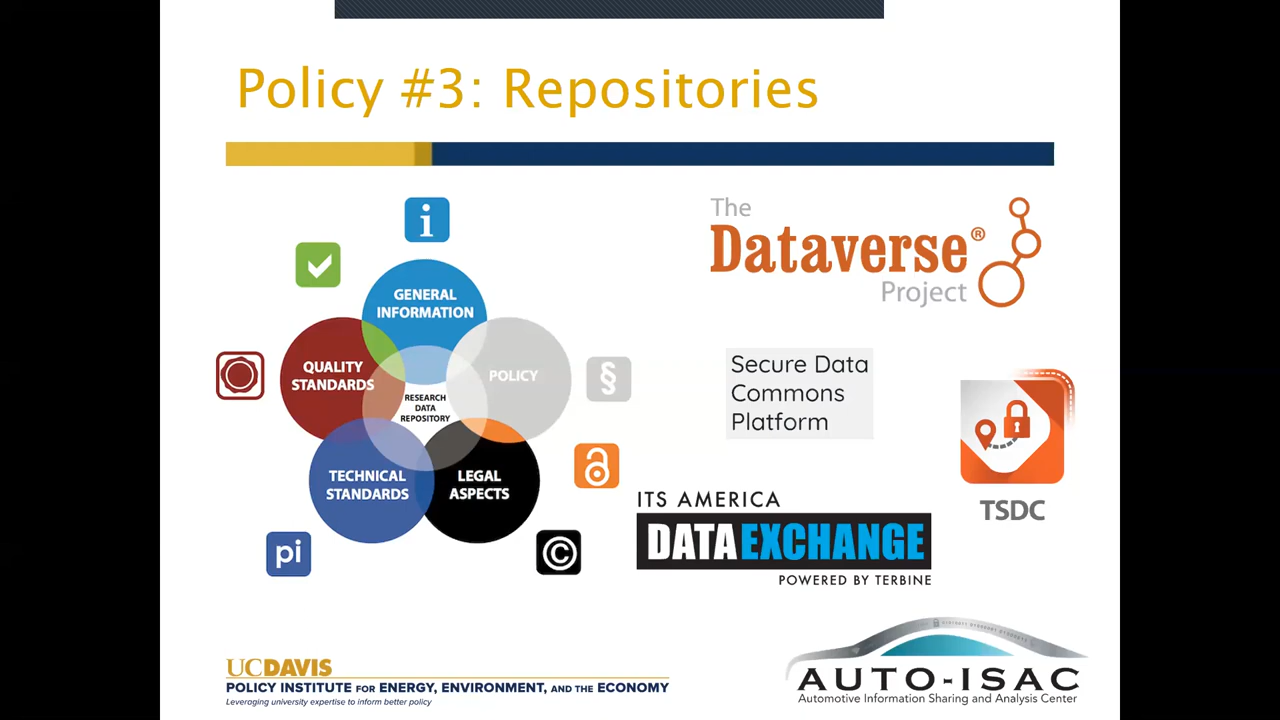 Policy #3: Repositories
i
GENERAL
INFORMATION
QUALITY
STANDARDS
POLICY
§
RESEARCH
DATA
REPOSITORY
TECHNICAL
STANDARDS
LEGAL
ASPECTS
pi
©
The
Dataverse®
Project
Secure Data
Commons
Platform
TSDC
ITS AMERICA
DATAEXCHANGE
POWERED BY TERBINE
UCDAVIS
POLICY INSTITUTE FOR ENERGY, ENVIRONMENT, AND THE ECONOMY
Leveraging university expertise to inform better policy
AUTO-ISAC
Automotive Information Sharing and Analysis Center